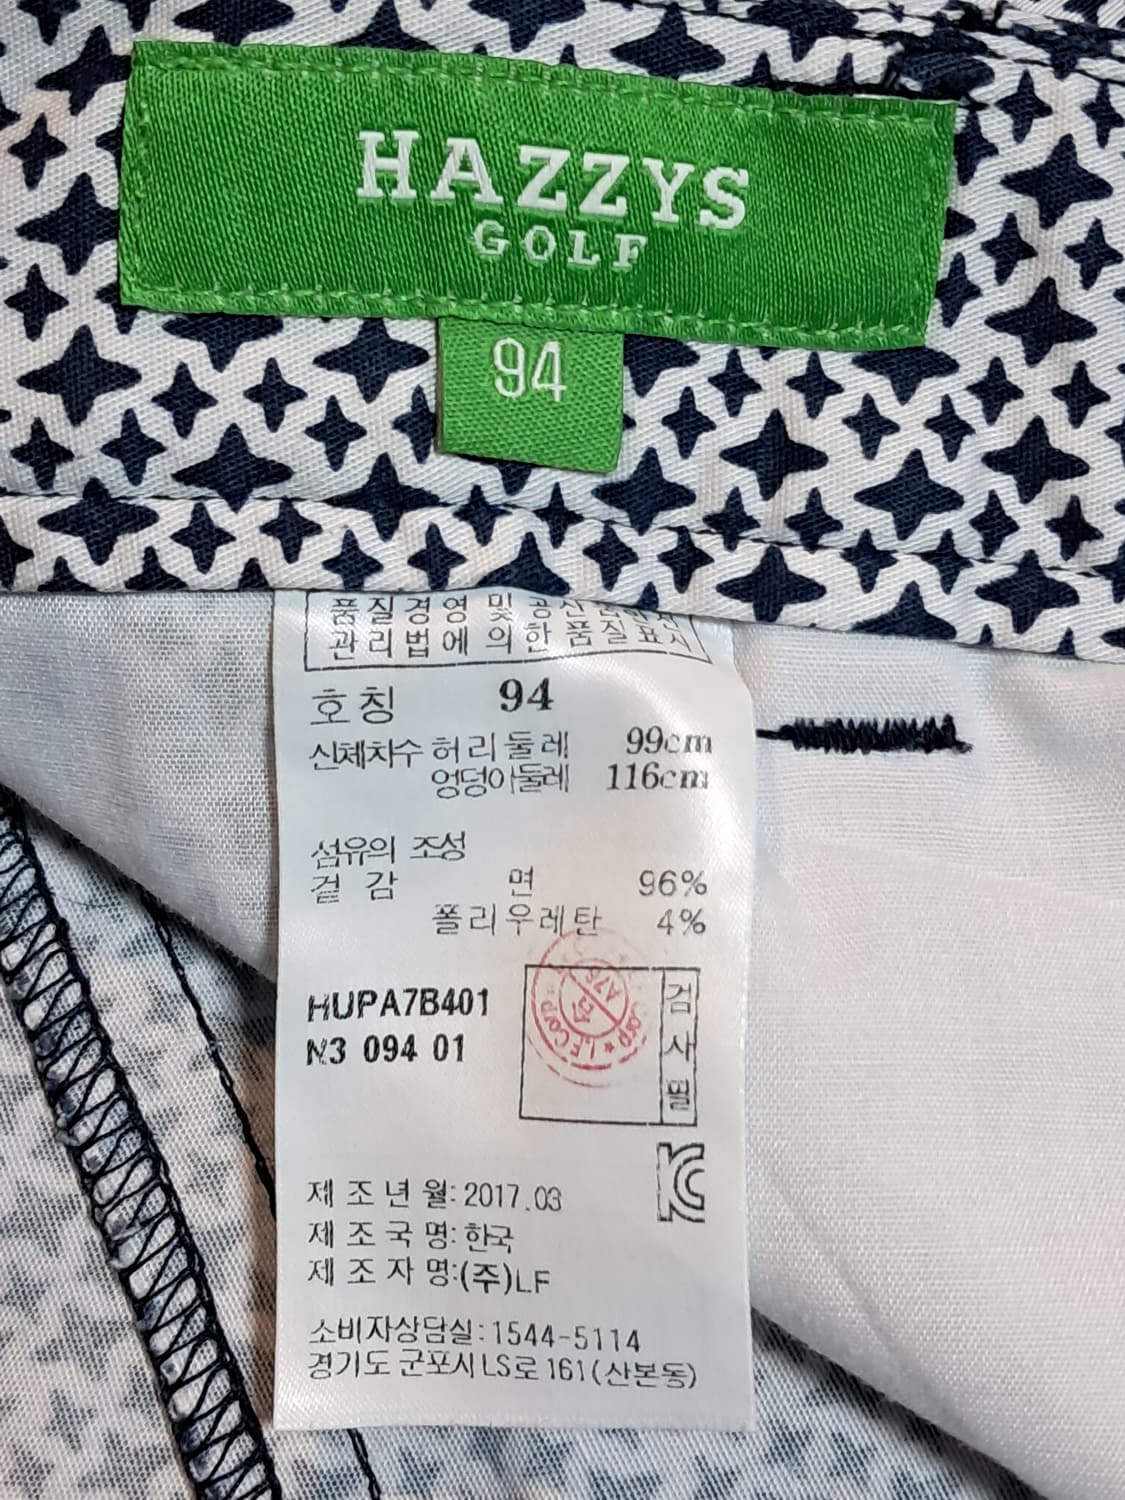 HAZZYS
GOLF
94
품질경영 및 공산품안전
관리법에 의한 품질표시
호칭 94
신체치수 허리둘레 99cm
엉덩이둘레 116cm
섬유의 조성
겉감 면 96%
폴리우레탄 4%
HUPA7B401
N3 094 01
검사필
LF Corp
KC
제조년월: 2017.03
제조국명: 한국
제조자명:(주)LF
소비자상담실: 1544-5114
경기도 군포시 LS로 161(산본동)